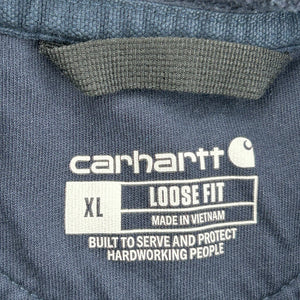 carhartt
XL LOOSE FIT
MADE IN VIETNAM
BUILT TO SERVE AND PROTECT
HARDWORKING PEOPLE